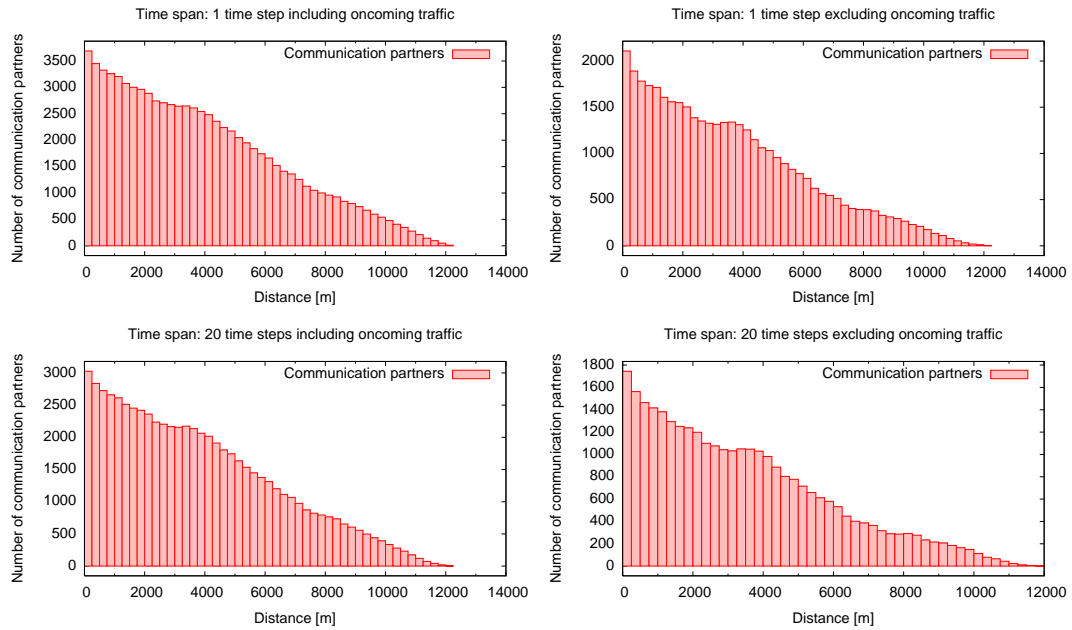 Time span: 1 time step including oncoming traffic
Number of communication partners
3500
3000
2500
2000
1500
1000
500
0
Communication partners
0 2000 4000 6000 8000 10000 12000 14000
Distance [m]
Time span: 1 time step excluding oncoming traffic
Number of communication partners
2000
1500
1000
500
0
Communication partners
0 2000 4000 6000 8000 10000 12000 14000
Distance [m]
Time span: 20 time steps including oncoming traffic
Number of communication partners
3000
2500
2000
1500
1000
500
0
Communication partners
0 2000 4000 6000 8000 10000 12000 14000
Distance [m]
Time span: 20 time steps excluding oncoming traffic
Number of communication partners
1800
1600
1400
1200
1000
800
600
400
200
0
Communication partners
0 2000 4000 6000 8000 10000 12000
Distance [m]